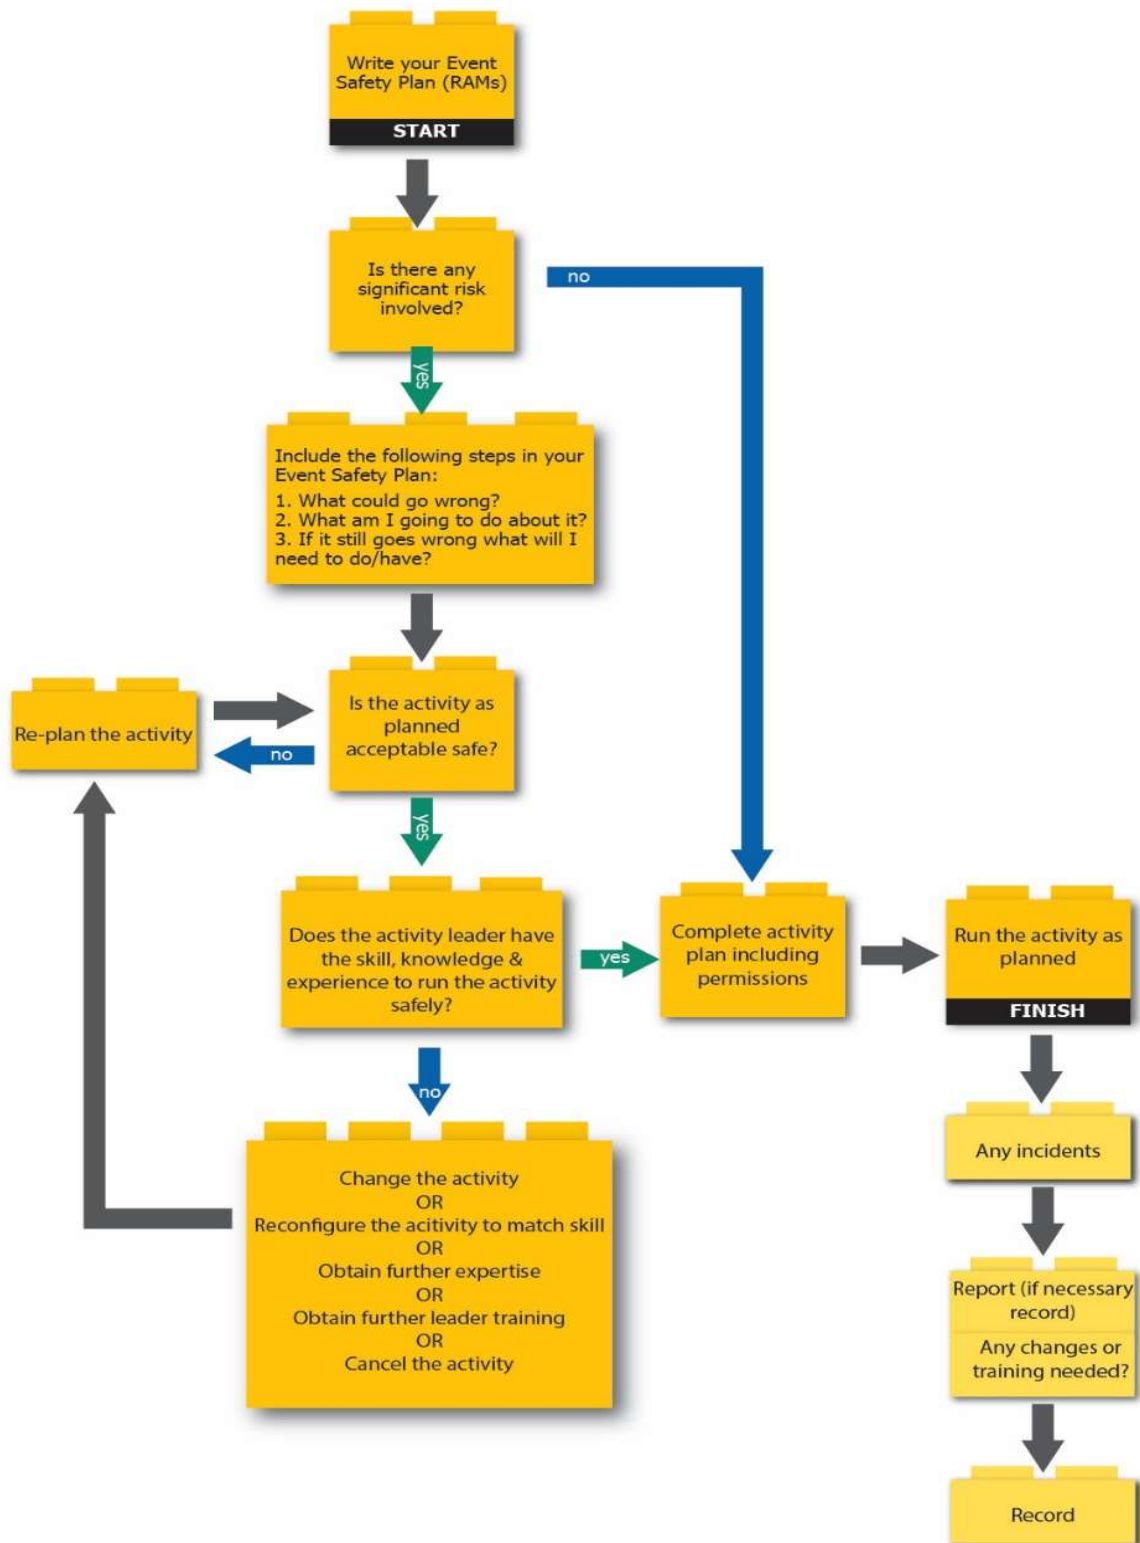 Write your Event
Safety Plan (RAMs)
START
Is there any
significant risk
involved?
no
yes
Include the following steps in your
Event Safety Plan:
1. What could go wrong?
2. What am I going to do about it?
3. If it still goes wrong what will I
need to do/have?
Re-plan the activity
Is the activity as
planned
acceptable safe?
no
yes
Does the activity leader have
the skill, knowledge &
experience to run the activity
safely?
yes
Complete activity
plan including
permissions
Run the activity as
planned
FINISH
no
Change the activity
OR
Reconfigure the acitivity to match skill
OR
Obtain further expertise
OR
Obtain further leader training
OR
Cancel the activity
Any incidents
Report (if necessary
record)
Any changes or
training needed?
Record